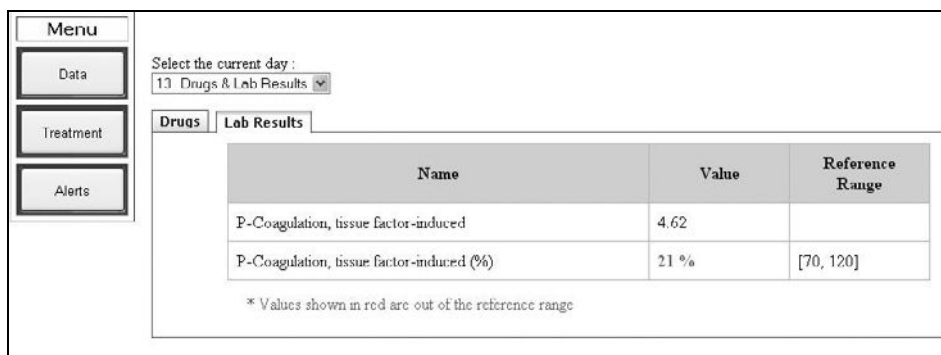 Menu
Data
Treatment
Alerts
Select the current day :
13 Drugs & Lab Results
Drugs Lab Results
Name Value Reference Range
P-Coagulation, tissue factor-induced 4.62
P-Coagulation, tissue factor-induced (%) 21 % [70, 120]
* Values shown in red are out of the reference range